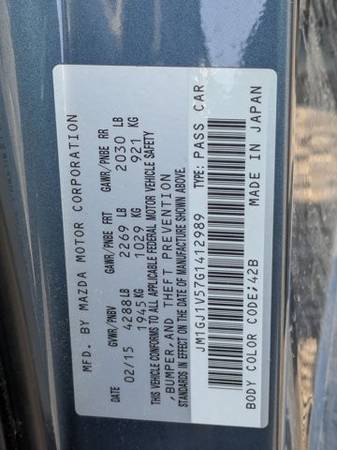 MFD. BY MAZDA MOTOR CORPORATION
DATE GVWR/PNBV GAWR/PNBE FRT GAWR/PNBE RR
02/15 4288LB 2269 LB 2030 LB
1945KG 1029 KG 921 KG
THIS VEHICLE CONFORMS TO ALL APPLICABLE FEDERAL MOTOR VEHICLE SAFETY
,BUMPER,AND THEFT PREVENTION
STANDARDS IN EFFECT ON THE DATE OF MANUFACTURE SHOWN ABOVE.
JM1GJ1V57G1412989 TYPE: PASS CAR
BODY COLOR CODE:42B MADE IN JAPAN